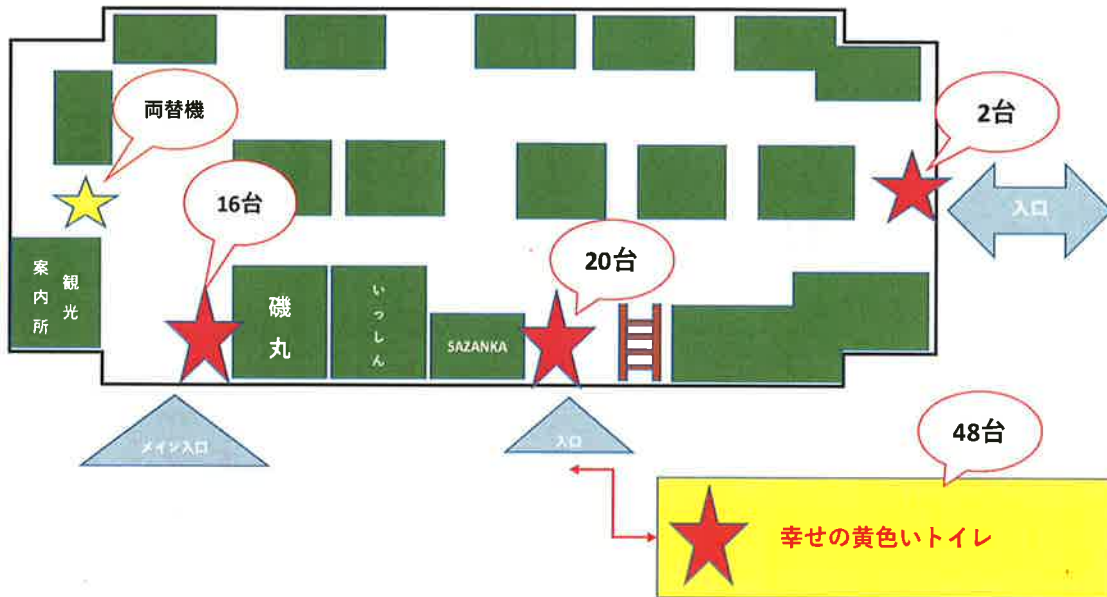 両替機
2台
16台
入口
20台
観光
案内所
磯丸
いっしん
SAZANKA
メイン入口
入口
48台
幸せの黄色いトイレ